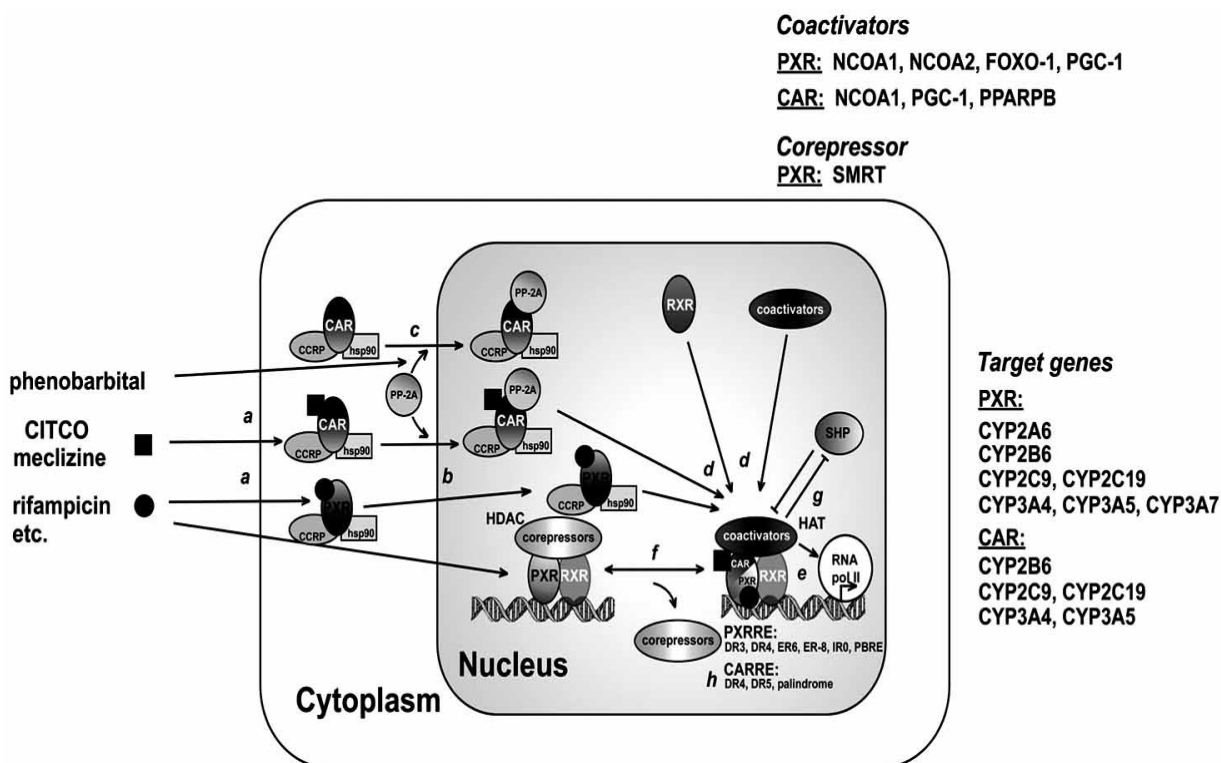 Coactivators
PXR: NCOA1, NCOA2, FOXO-1, PGC-1
CAR: NCOA1, PGC-1, PPARPB
Corepressor
PXR: SMRT
PP-2A
CAR
CCRP
hsp90
c
CAR
CCRP
hsp90
RXR
coactivators
phenobarbital
PP-2A
PP-2A
CITCO
meclizine
a
CAR
CCRP
hsp90
CAR
CCRP
hsp90
rifampicin
etc.
a
PXR
CCRP
hsp90
b
PXR
CCRP
hsp90
d
d
SHP
g
HDAC
corepressors
PXR
RXR
f
coactivators
HAT
CAR
PXR
RXR
e
RNA
pol II
corepressors
PXRRE:
DR3, DR4, ER6, ER-8, IR0, PBRE
h
CARRE:
DR4, DR5, palindrome
Nucleus
Cytoplasm
Target genes
PXR:
CYP2A6
CYP2B6
CYP2C9, CYP2C19
CYP3A4, CYP3A5, CYP3A7
CAR:
CYP2B6
CYP2C9, CYP2C19
CYP3A4, CYP3A5